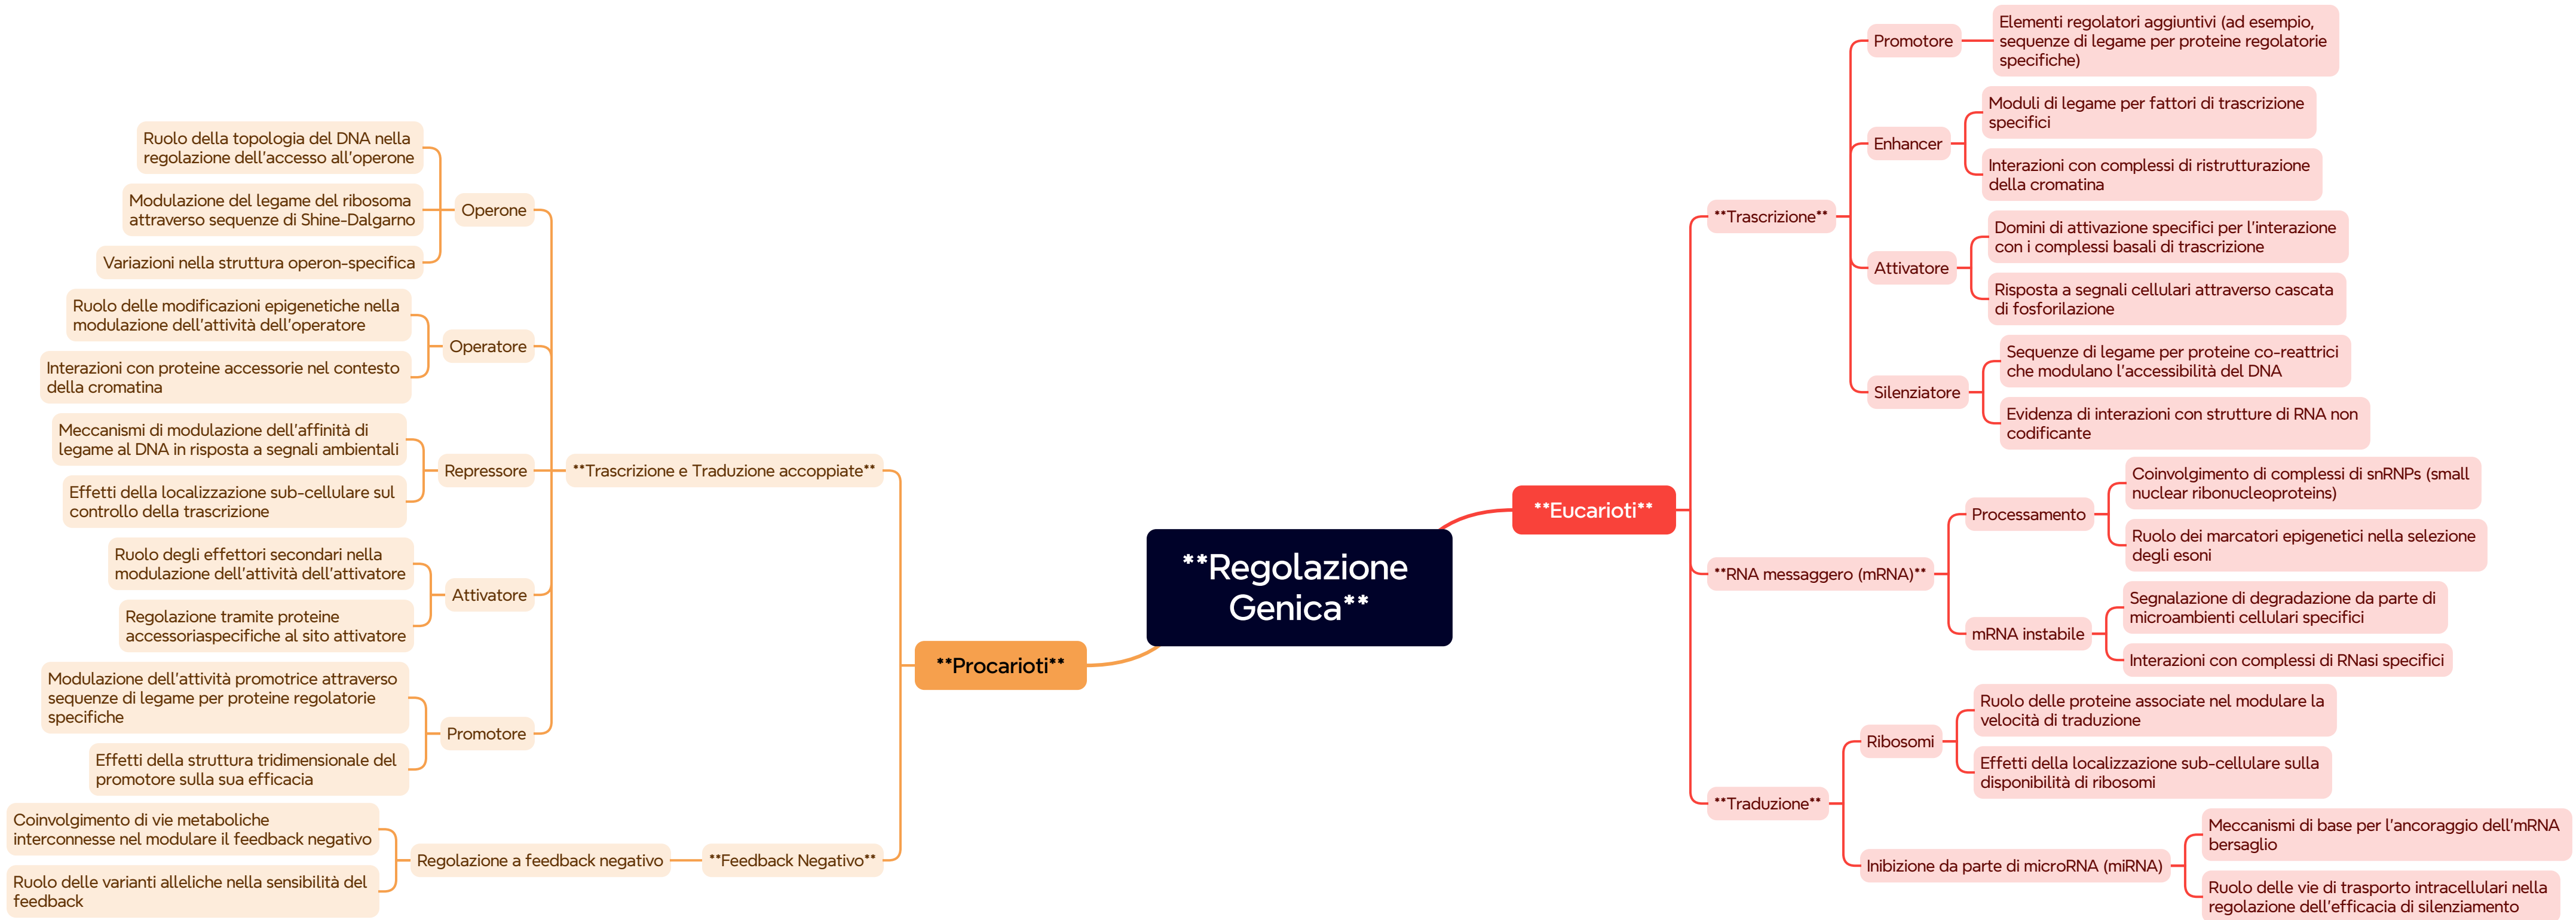 **Regolazione
Genica**
**Eucarioti**
**Trascrizione**
Promotore
Elementi regolatori aggiuntivi (ad esempio,
sequenze di legame per proteine regolatorie
specifiche)
Enhancer
Moduli di legame per fattori di trascrizione
specifici
Interazioni con complessi di ristrutturazione
della cromatina
Attivatore
Domini di attivazione specifici per l'interazione
con i complessi basali di trascrizione
Risposta a segnali cellulari attraverso cascata
di fosforilazione
Silenziatore
Sequenze di legame per proteine co-reattrici
che modulano l'accessibilità del DNA
Evidenza di interazioni con strutture di RNA non
codificante
**RNA messaggero (mRNA)**
Processamento
Coinvolgimento di complessi di snRNPs (small
nuclear ribonucleoproteins)
Ruolo dei marcatori epigenetici nella selezione
degli esoni
mRNA instabile
Segnalazione di degradazione da parte di
microambienti cellulari specifici
Interazioni con complessi di RNasi specifici
**Traduzione**
Ribosomi
Ruolo delle proteine associate nel modulare la
velocità di traduzione
Effetti della localizzazione sub-cellulare sulla
disponibilità di ribosomi
Inibizione da parte di microRNA (miRNA)
Meccanismi di base per l'ancoraggio dell'mRNA
bersaglio
Ruolo delle vie di trasporto intracellulari nella
regolazione dell'efficacia di silenziamento
**Procarioti**
**Trascrizione e Traduzione accoppiate**
Operone
Ruolo della topologia del DNA nella
regolazione dell'accesso all'operone
Modulazione del legame del ribosoma
attraverso sequenze di Shine-Dalgarno
Variazioni nella struttura operon-specifica
Operatore
Ruolo delle modificazioni epigenetiche nella
modulazione dell'attività dell'operatore
Interazioni con proteine accessorie nel contesto
della cromatina
Repressore
Meccanismi di modulazione dell'affinità di
legame al DNA in risposta a segnali ambientali
Effetti della localizzazione sub-cellulare sul
controllo della trascrizione
Attivatore
Ruolo degli effettori secondari nella
modulazione dell'attività dell'attivatore
Regolazione tramite proteine
accessoriaspecifiche al sito attivatore
Promotore
Modulazione dell'attività promotrice attraverso
sequenze di legame per proteine regolatorie
specifiche
Effetti della struttura tridimensionale del
promotore sulla sua efficacia
**Feedback Negativo**
Regolazione a feedback negativo
Coinvolgimento di vie metaboliche
interconnesse nel modulare il feedback negativo
Ruolo delle varianti alleliche nella sensibilità del
feedback